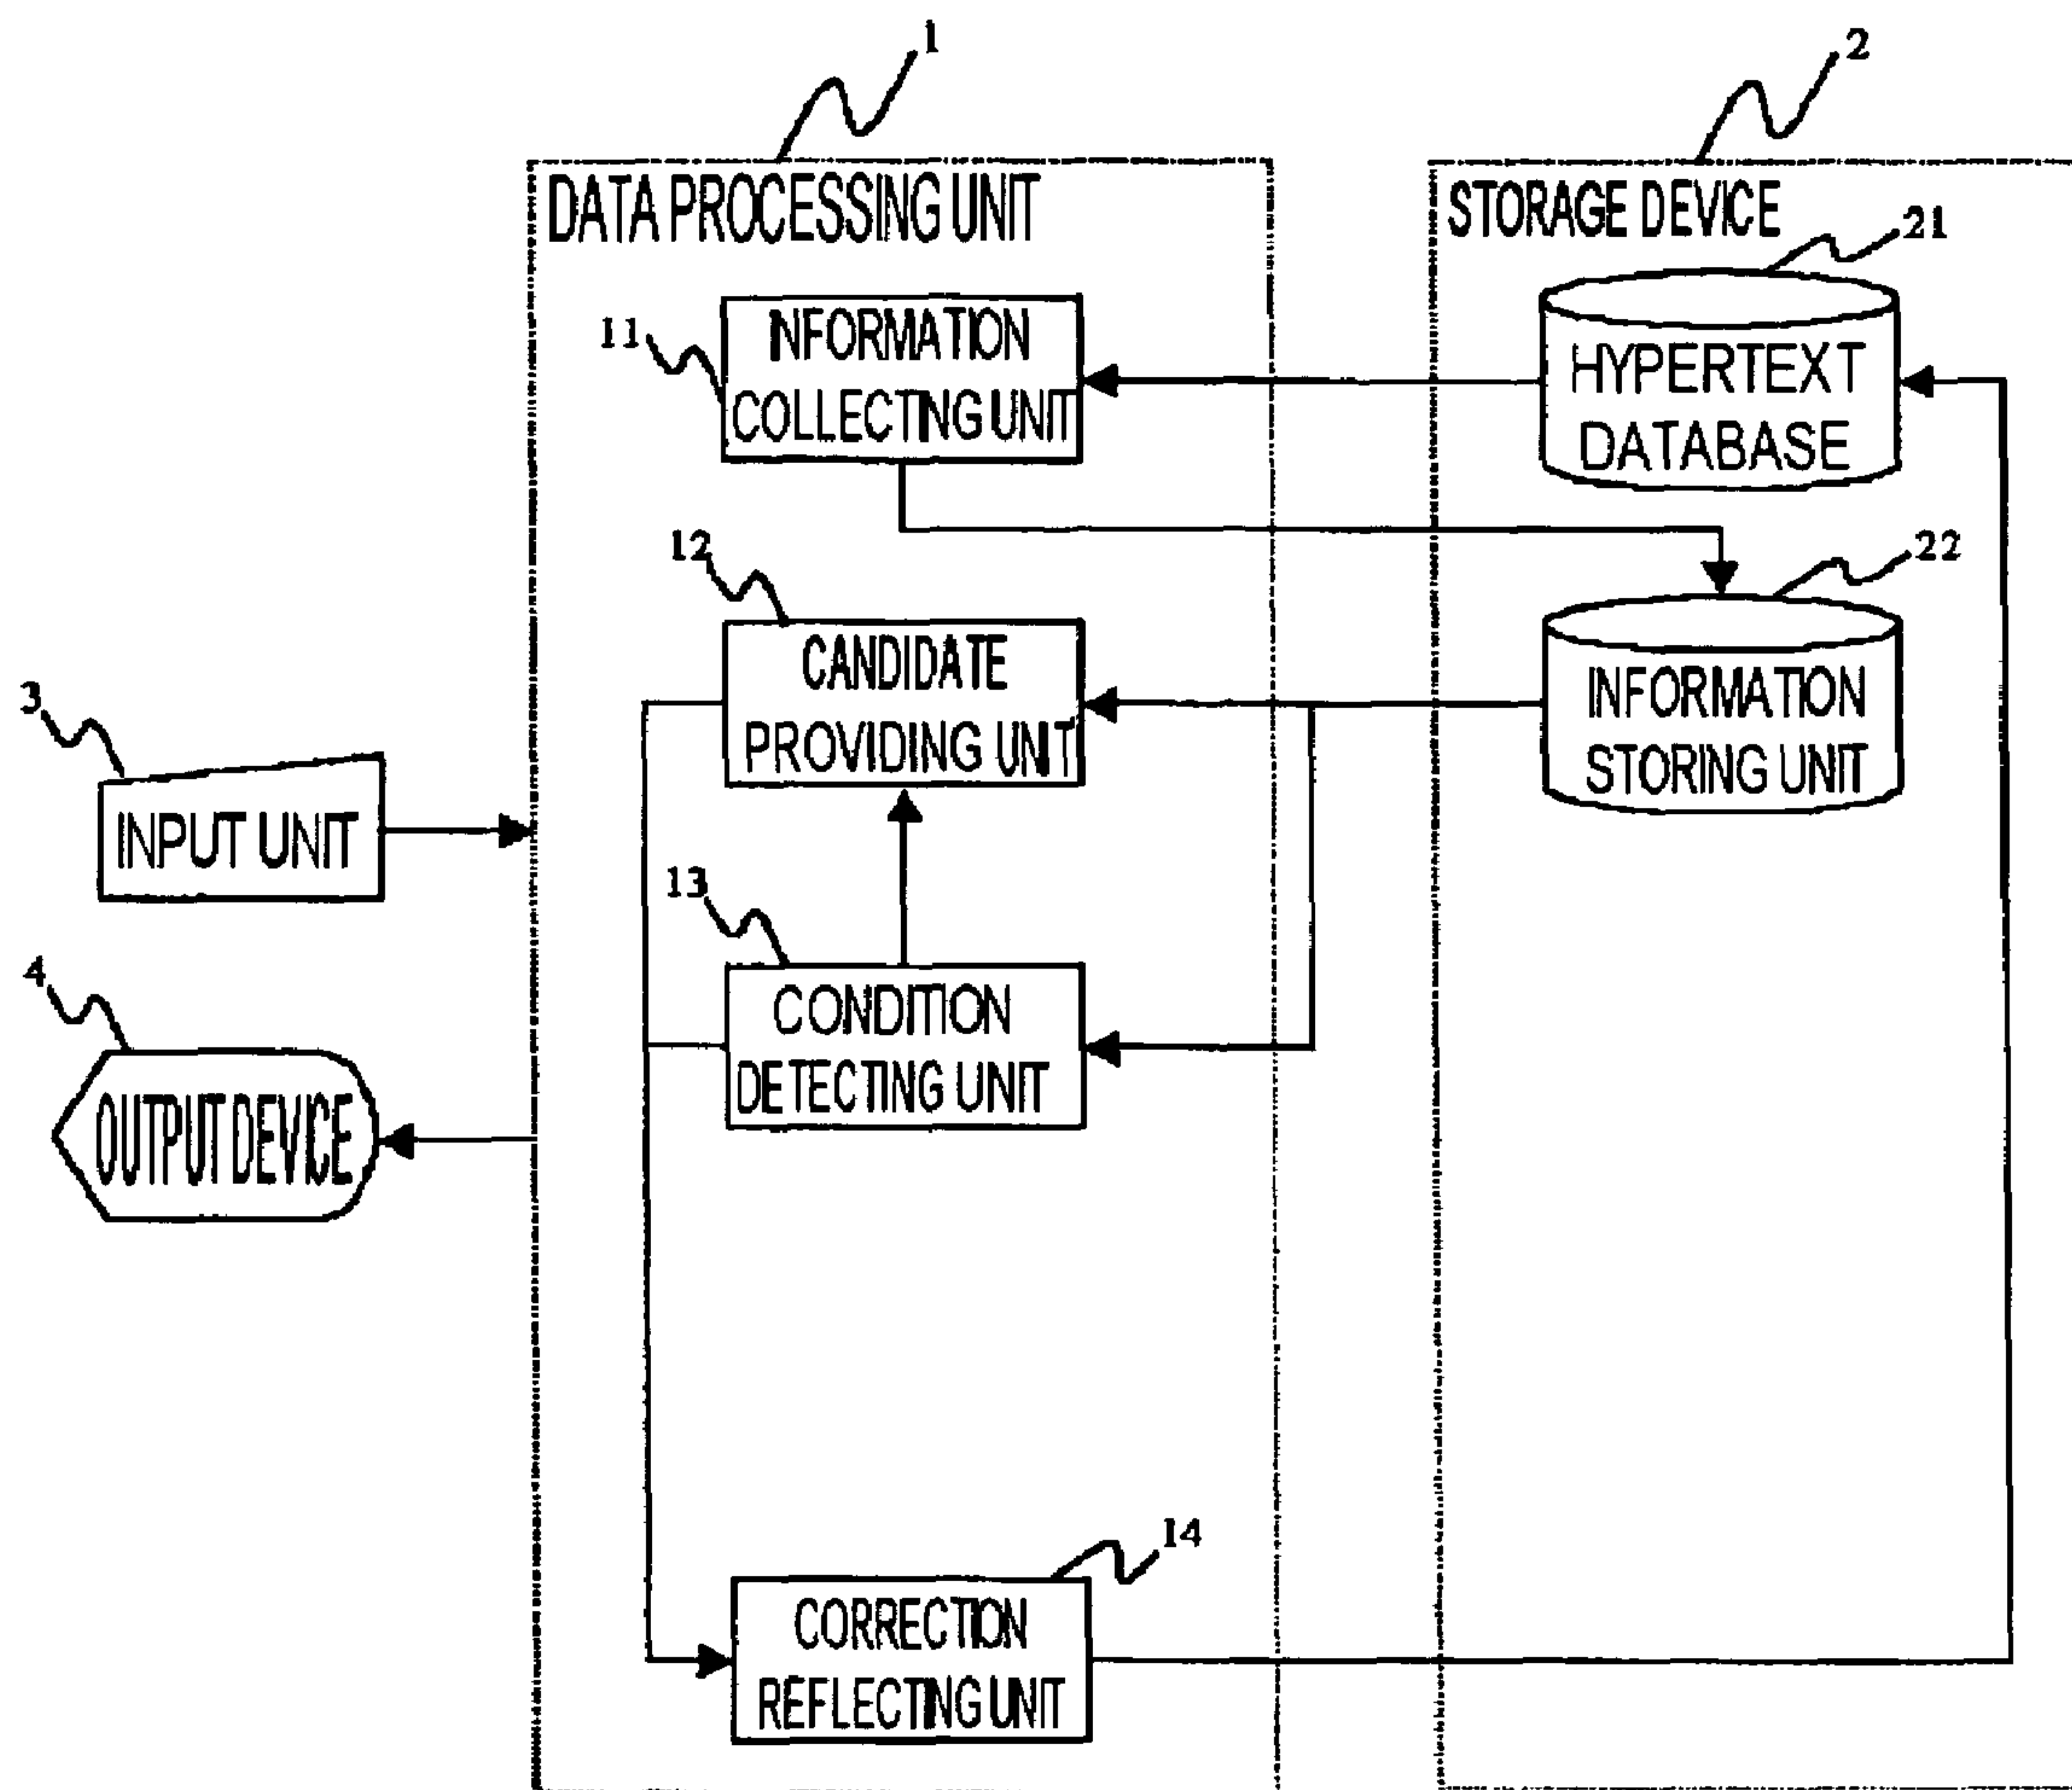 1
2
DATA PROCESSING UNIT
STORAGE DEVICE
21
11
INFORMATION
COLLECTING UNIT
HYPERTEXT
DATABASE
12
22
CANDIDATE
PROVIDING UNIT
INFORMATION
STORING UNIT
3
INPUT UNIT
13
4
CONDITION
DETECTING UNIT
OUTPUT DEVICE
14
CORRECTION
REFLECTING UNIT